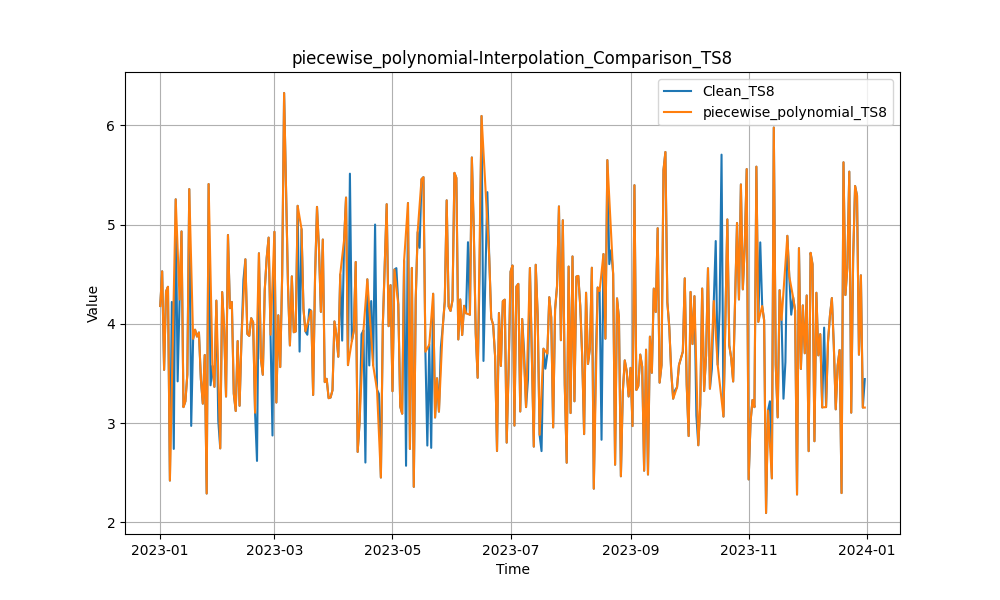 piecewise_polynomial-Interpolation_Comparison_TS8
Clean_TS8
piecewise_polynomial_TS8
Value
6
5
4
3
2
2023-01 2023-03 2023-05 2023-07 2023-09 2023-11 2024-01
Time